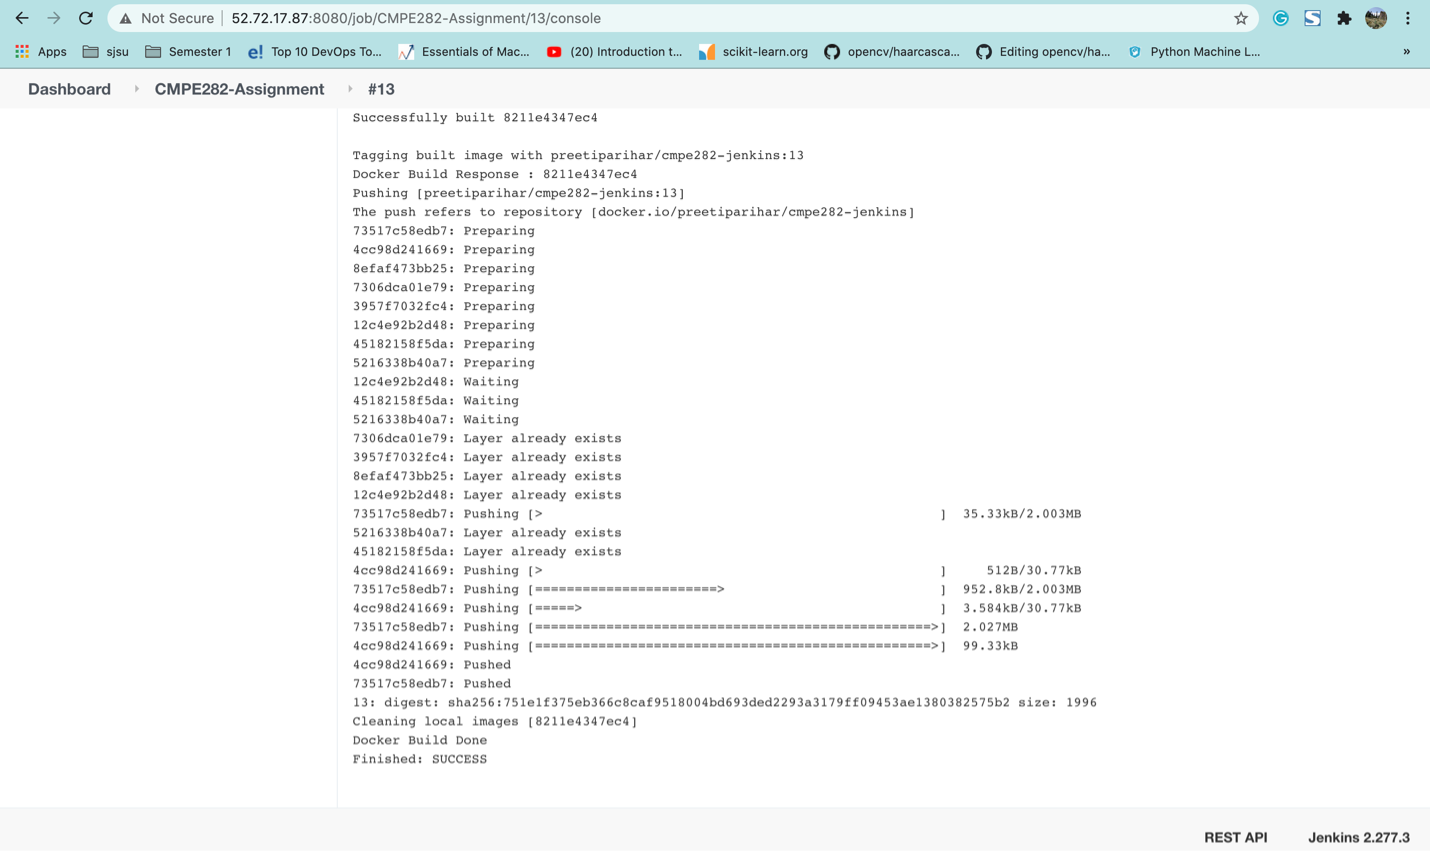 Not Secure 52.72.17.87:8080/job/CMPE282-Assignment/13/console
Apps sjsu Semester 1 e! Top 10 DevOps To... Essentials of Mac... (20) Introduction t... scikit-learn.org opencv/haarcasca... Editing opencv/ha... Python Machine L... »
Dashboard CMPE282-Assignment #13
Successfully built 8211e4347ec4
Tagging built image with preetiparihar/cmpe282-jenkins:13
Docker Build Response : 8211e4347ec4
Pushing [preetiparihar/cmpe282-jenkins:13]
The push refers to repository [docker.io/preetiparihar/cmpe282-jenkins]
73517c58edb7: Preparing
4cc98d241669: Preparing
8efaf473bb25: Preparing
7306dca01e79: Preparing
3957f7032fc4: Preparing
12c4e92b2d48: Preparing
45182158f5da: Preparing
5216338b40a7: Preparing
12c4e92b2d48: Waiting
45182158f5da: Waiting
5216338b40a7: Waiting
7306dca01e79: Layer already exists
3957f7032fc4: Layer already exists
8efaf473bb25: Layer already exists
12c4e92b2d48: Layer already exists
73517c58edb7: Pushing [> ] 35.33kB/2.003MB
5216338b40a7: Layer already exists
45182158f5da: Layer already exists
4cc98d241669: Pushing [> ] 512B/30.77kB
73517c58edb7: Pushing [=======================> ] 952.8kB/2.003MB
4cc98d241669: Pushing [=====> ] 3.584kB/30.77kB
73517c58edb7: Pushing [==================================================>] 2.027MB
4cc98d241669: Pushing [==================================================>] 99.33kB
4cc98d241669: Pushed
73517c58edb7: Pushed
13: digest: sha256:751e1f375eb366c8caf9518004bd693ded2293a3179ff09453ae1380382575b2 size: 1996
Cleaning local images [8211e4347ec4]
Docker Build Done
Finished: SUCCESS
REST API Jenkins 2.277.3